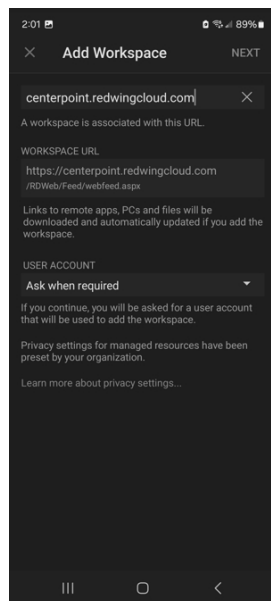 2:01
89%
Add Workspace
NEXT
centerpoint.redwingcloud.com
A workspace is associated with this URL.
WORKSPACE URL
https://centerpoint.redwingcloud.com
/RDWeb/Feed/webfeed.aspx
Links to remote apps, PCs and files will be
downloaded and automatically updated if you add the
workspace.
USER ACCOUNT
Ask when required
If you continue, you will be asked for a user account
that will be used to add the workspace.
Privacy settings for managed resources have been
preset by your organization.
Learn more about privacy settings...